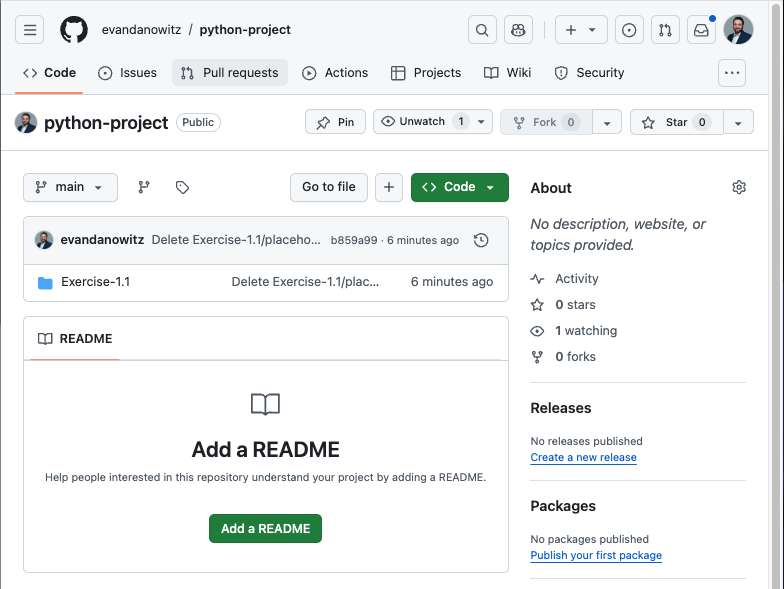 evandanowitz / python-project
Code Issues Pull requests Actions Projects Wiki Security
python-project Public Pin Unwatch 1 Fork 0 Star 0
main Go to file Code
evandanowitz Delete Exercise-1.1/placeho... b859a99 · 6 minutes ago
Exercise-1.1 Delete Exercise-1.1/plac... 6 minutes ago
README
Add a README
Help people interested in this repository understand your project by adding a README.
Add a README
About
No description, website, or
topics provided.
Activity
0 stars
1 watching
0 forks
Releases
No releases published
Create a new release
Packages
No packages published
Publish your first package